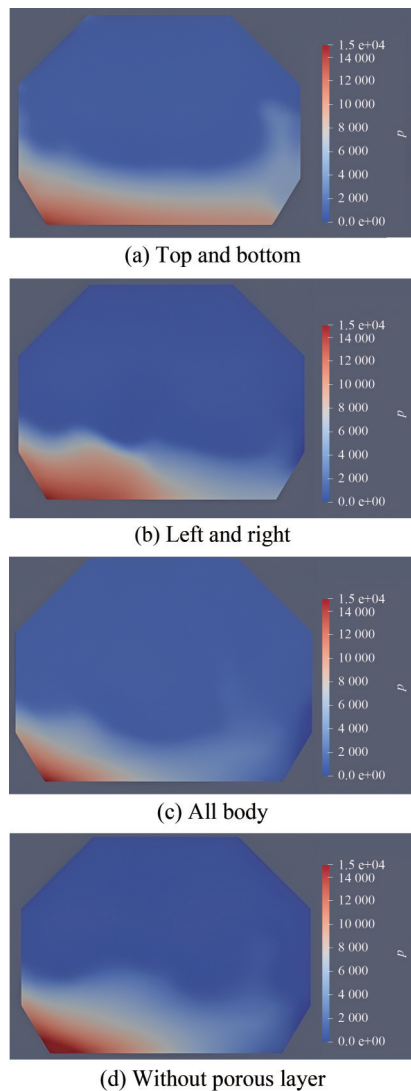 1.5 e+04
14 000
12 000
10 000
8 000
6 000
4 000
2 000
0.0 e+00
p
(a) Top and bottom
1.5 e+04
14 000
12 000
10 000
8 000
6 000
4 000
2 000
0.0 e+00
p
(b) Left and right
1.5 e+04
14 000
12 000
10 000
8 000
6 000
4 000
2 000
0.0 e+00
p
(c) All body
1.5 e+04
14 000
12 000
10 000
8 000
6 000
4 000
2 000
0.0 e+00
p
(d) Without porous layer